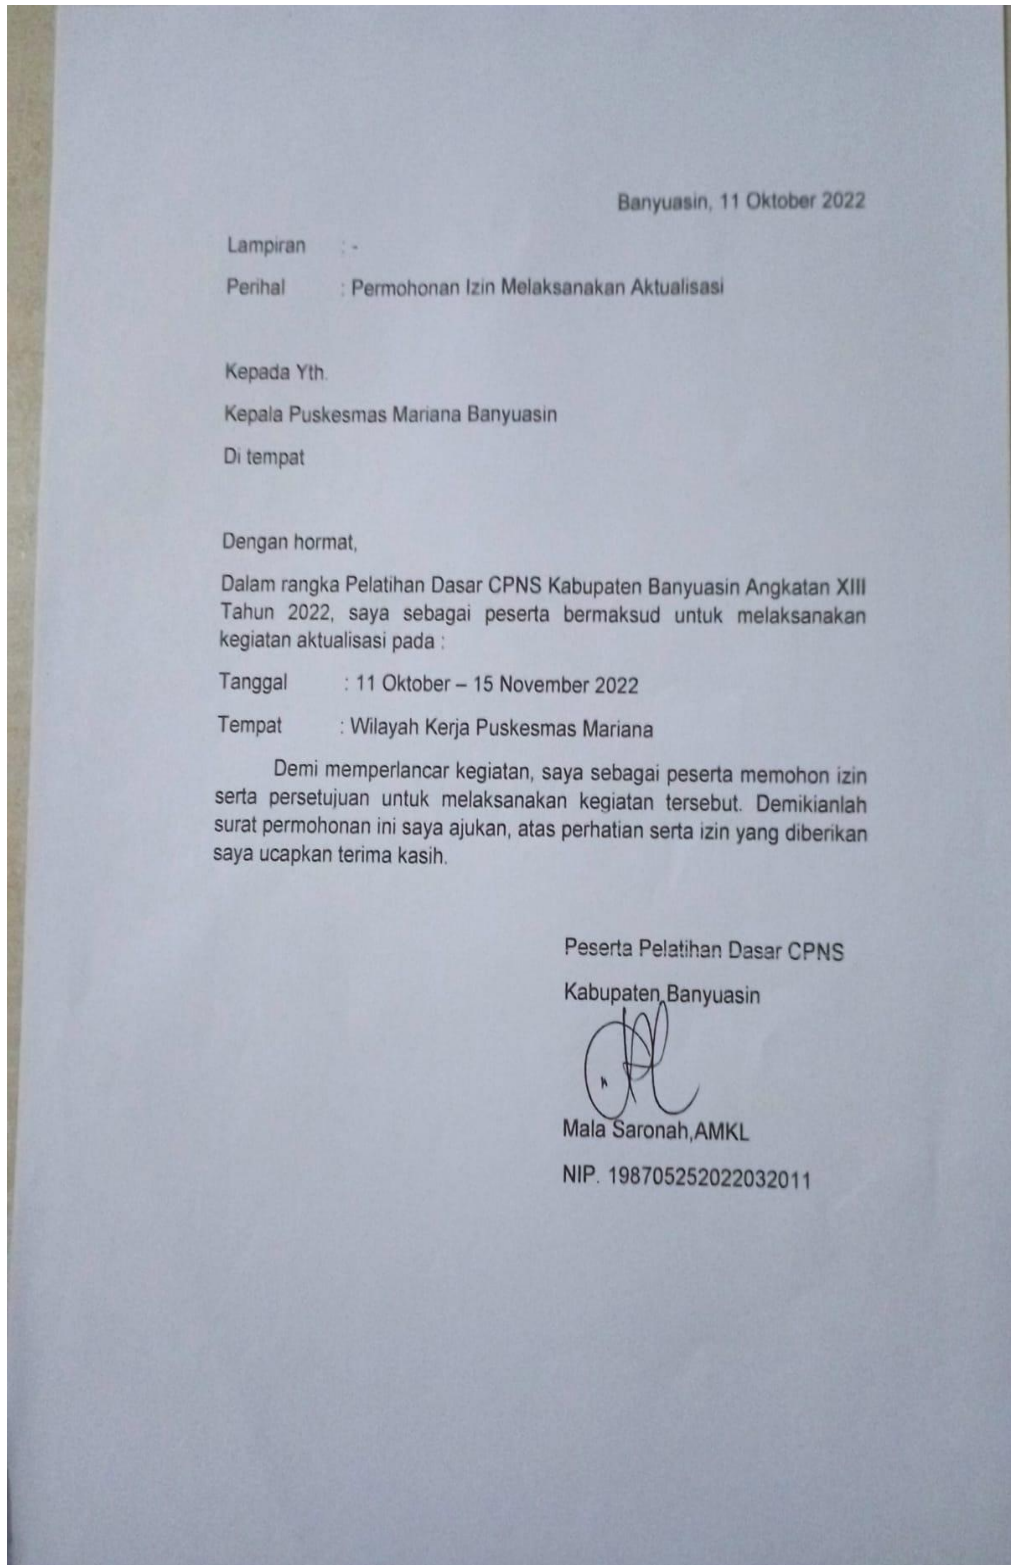 Banyuasin, 11 Oktober 2022
Lampiran : -
Perihal : Permohonan Izin Melaksanakan Aktualisasi
Kepada Yth.
Kepala Puskesmas Mariana Banyuasin
Di tempat
Dengan hormat,
Dalam rangka Pelatihan Dasar CPNS Kabupaten Banyuasin Angkatan XIII
Tahun 2022, saya sebagai peserta bermaksud untuk melaksanakan
kegiatan aktualisasi pada :
Tanggal : 11 Oktober – 15 November 2022
Tempat : Wilayah Kerja Puskesmas Mariana
Demi memperlancar kegiatan, saya sebagai peserta memohon izin
serta persetujuan untuk melaksanakan kegiatan tersebut. Demikianlah
surat permohonan ini saya ajukan, atas perhatian serta izin yang diberikan
saya ucapkan terima kasih.
Peserta Pelatihan Dasar CPNS
Kabupaten Banyuasin
Mala Saronah,AMKL
NIP. 198705252022032011